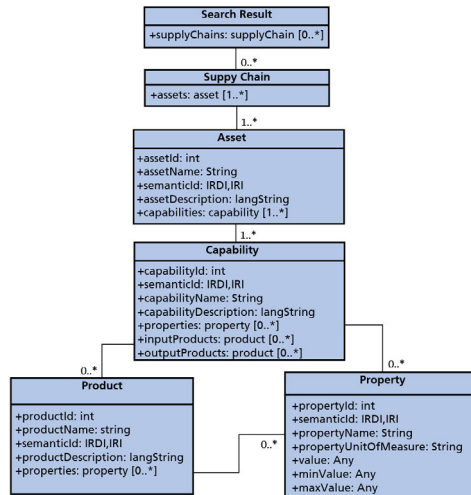 Search Result
+supplyChains: supplyChain [0..*]
0..*
Suppy Chain
+assets: asset [1..*]
1..*
Asset
+assetId: int
+assetName: String
+semanticId: IRDI,IRI
+assetDescription: langString
+capabilities: capability [1..*]
1..*
Capability
+capabilityId: int
+semanticId: IRDI,IRI
+capabilityName: String
+capabilityDescription: langString
+properties: property [0..*]
+inputProducts: product [0..*]
+outputProducts: product [0..*]
0..*
0..*
Product
+productId: int
+productName: string
+semanticId: IRDI,IRI
+productDescription: langString
+properties: property [0..*]
0..*
Property
+propertyId: int
+semanticId: IRDI,IRI
+propertyName: String
+propertyUnitOfMeasure: String
+value: Any
+minValue: Any
+maxValue: Any